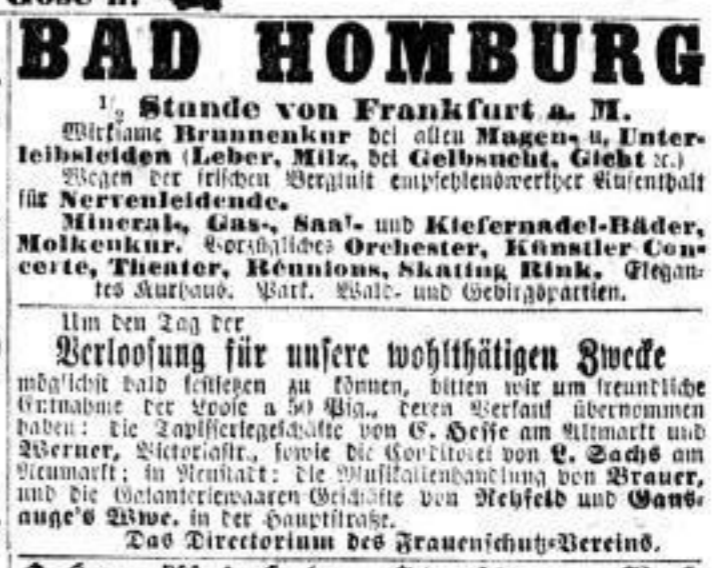 BAD HOMBURG
1/2 Stunde von Frankfurt a. M.
Wirksame Brunnenkur bei allen Magen- u. Unter-
leibsleiden (Leber, Milz, bei Gelbsucht, Gicht ꝛc.)
Wegen der frischen Bergluft empfehlenswerther Aufenthalt
für Nervenleidende.
Mineral-, Gas-, Saal- und Kiefernadel-Bäder,
Molkenkur. Vorzügliches Orchester, Künstler Con-
certe, Theater, Réunions, Skating Rink. Elegan-
tes Kurhaus. Park. Wald- und Gebirgspartien.
Um den Tag der
Verloosung für unsere wohlthätigen Zwecke
möglichst bald festsetzen zu können, bitten wir um freundliche
Entnahme der Loose a 50 Pfg., deren Verkauf übernommen
haben: die Tapisseriegeschäfte von E. Hesse am Altmarkt und
Werner, Victoriastr., sowie die Conditorei von L. Sachs am
Neumarkt; in Neustadt: die Musikalienhandlung von Brauer,
und die Galanteriewaaren-Geschäfte von Rehfeld und Gans-
auge's Wwe. in der Hauptstraße.
Das Directorium des Frauenschutz-Vereins.